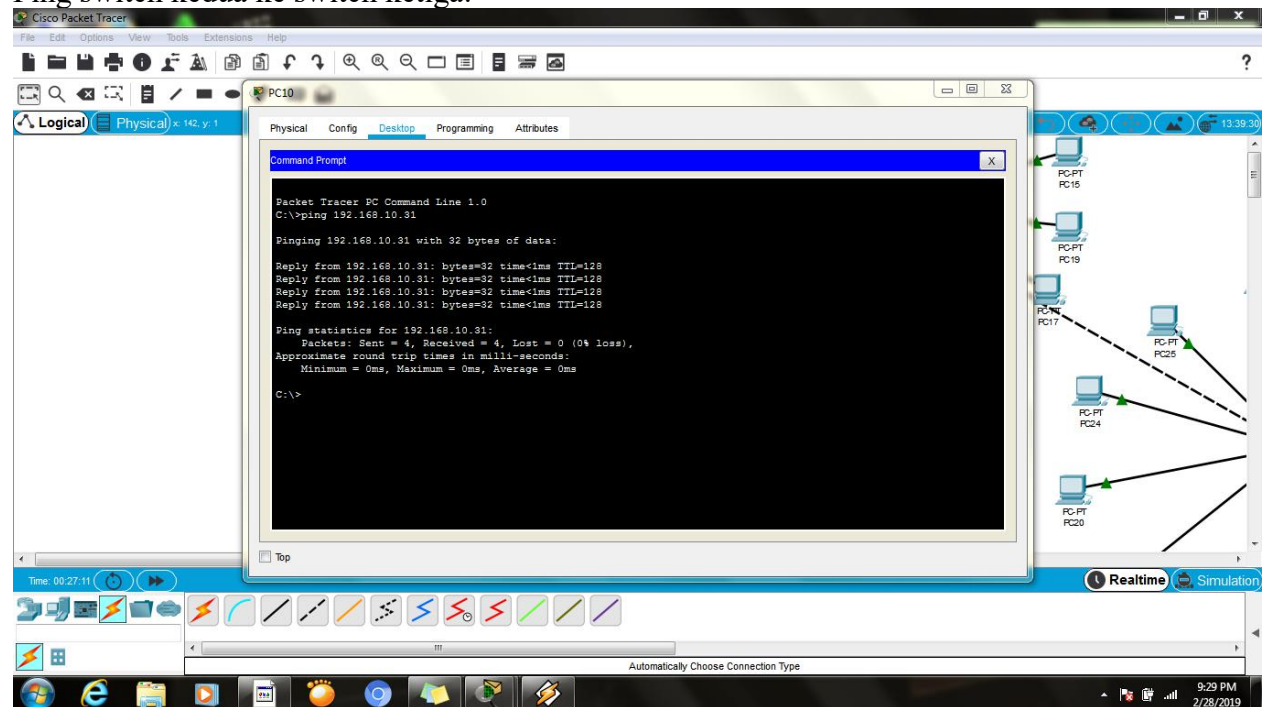 Ping switch kedua ke switch ketiga.
Cisco Packet Tracer
File Edit Options View Tools Extensions Help
?
PC10
Logical Physical x: 142, y: 1
13:39:30
Physical Config Desktop Programming Attributes
Command Prompt
X
Packet Tracer PC Command Line 1.0
C:\>ping 192.168.10.31
Pinging 192.168.10.31 with 32 bytes of data:
Reply from 192.168.10.31: bytes=32 time<1ms TTL=128
Reply from 192.168.10.31: bytes=32 time<1ms TTL=128
Reply from 192.168.10.31: bytes=32 time<1ms TTL=128
Reply from 192.168.10.31: bytes=32 time<1ms TTL=128
Ping statistics for 192.168.10.31:
Packets: Sent = 4, Received = 4, Lost = 0 (0% loss),
Approximate round trip times in milli-seconds:
Minimum = 0ms, Maximum = 0ms, Average = 0ms
C:\>
Top
PC-PT
PC15
PC-PT
PC19
PC-PT
PC17
PC-PT
PC25
PC-PT
PC24
PC-PT
PC20
Time: 00:27:11
Realtime Simulation
Automatically Choose Connection Type
9:29 PM
2/28/2019